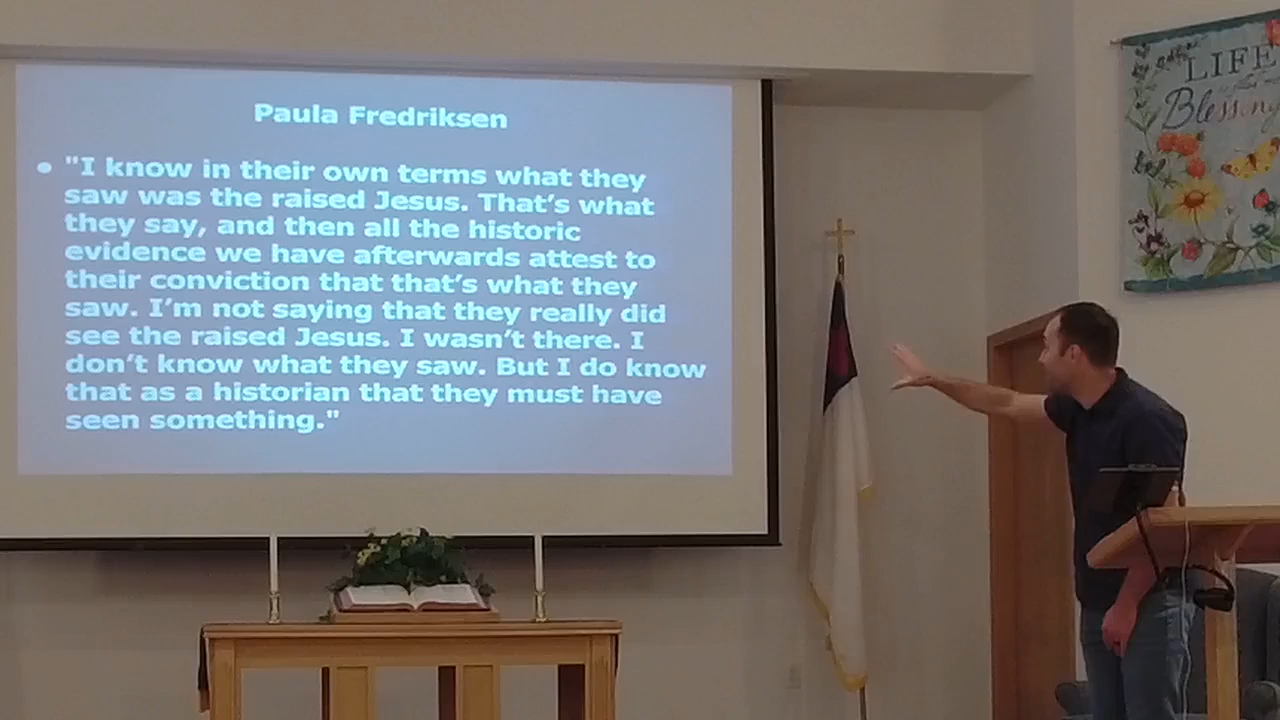 Paula Fredriksen
• "I know in their own terms what they
saw was the raised Jesus. That's what
they say, and then all the historic
evidence we have afterwards attest to
their conviction that that's what they
saw. I'm not saying that they really did
see the raised Jesus. I wasn't there. I
don't know what they saw. But I do know
that as a historian that they must have
seen something."
LIFE
Blessing